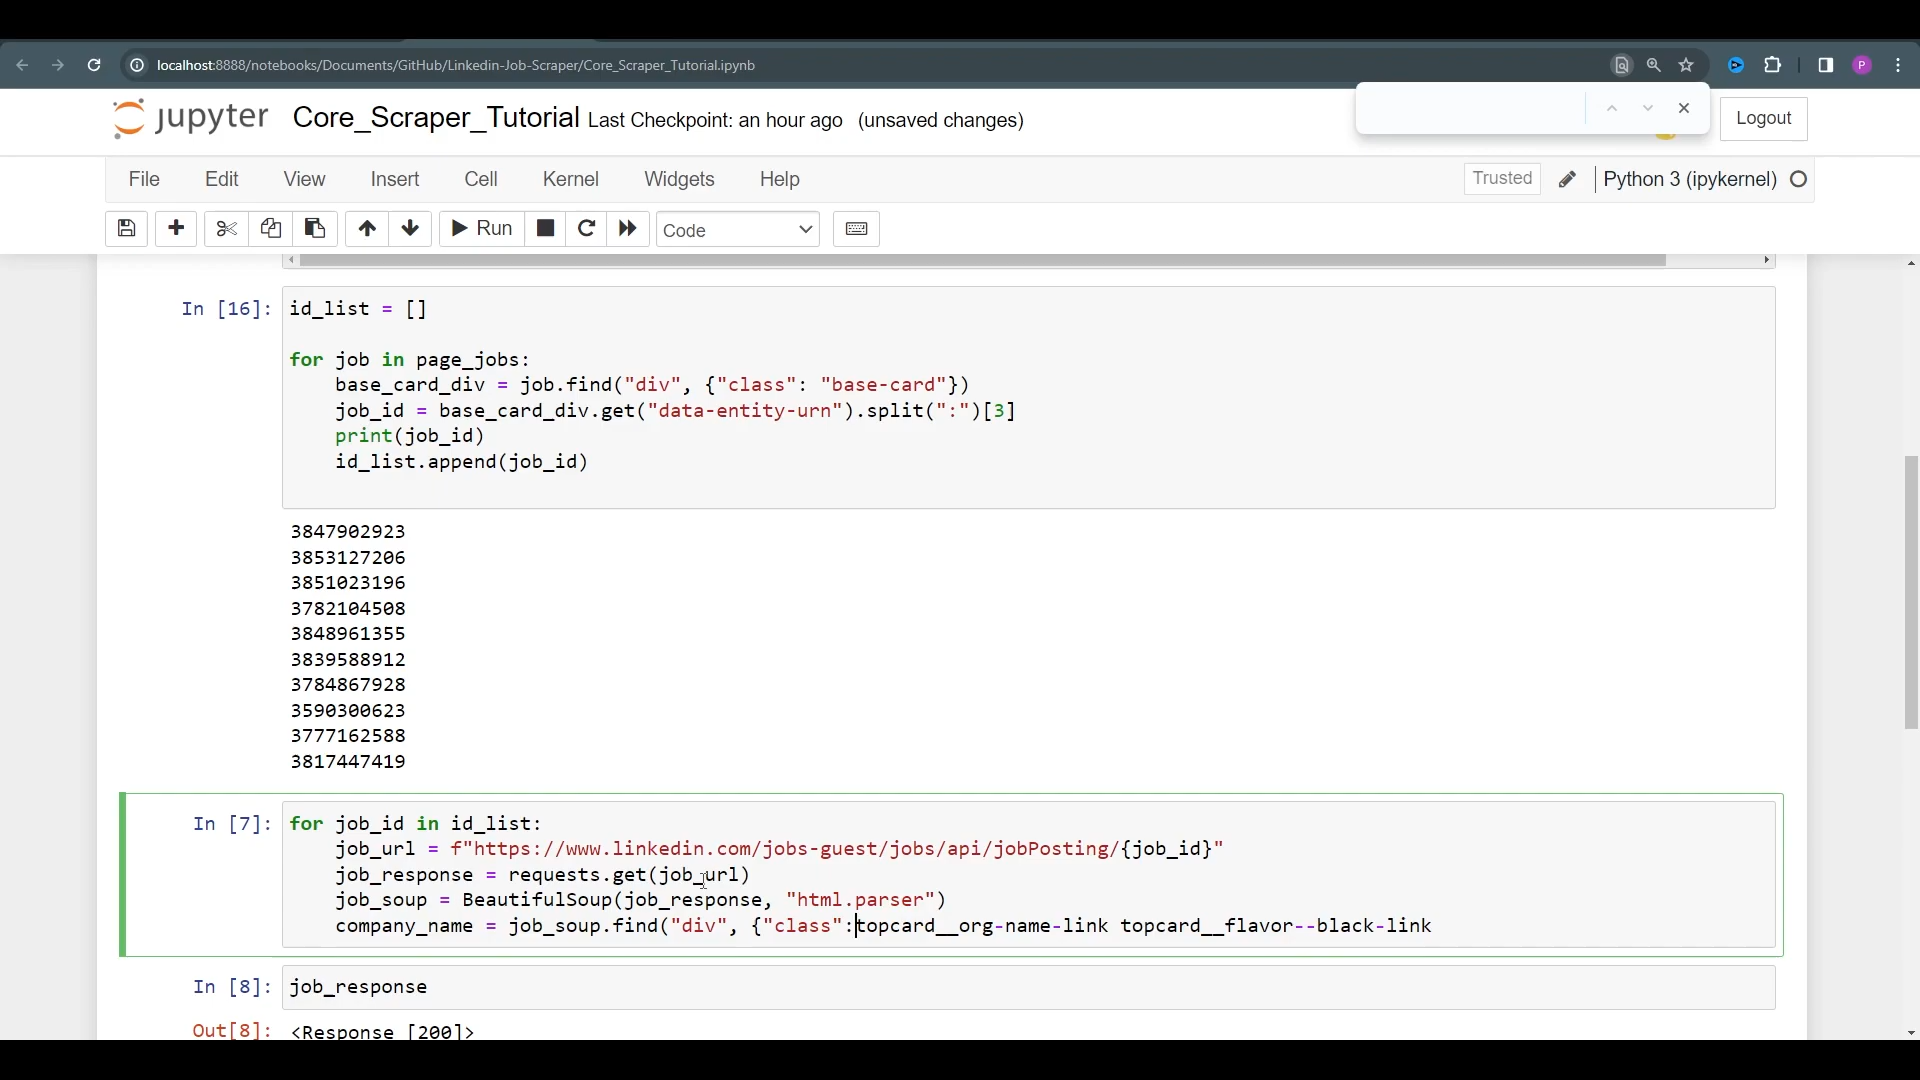 localhost:8888/notebooks/Documents/GitHub/Linkedin-Job-Scraper/Core_Scraper_Tutorial.ipynb
P
jupyter Core_Scraper_Tutorial Last Checkpoint: an hour ago (unsaved changes)
Logout
File Edit View Insert Cell Kernel Widgets Help
Trusted
Python 3 (ipykernel)
Run
Code
In [16]: id_list = []
for job in page_jobs:
    base_card_div = job.find("div", {"class": "base-card"})
    job_id = base_card_div.get("data-entity-urn").split(":")[3]
    print(job_id)
    id_list.append(job_id)
3847902923
3853127206
3851023196
3782104508
3848961355
3839588912
3784867928
3590300623
3777162588
3817447419
In [7]: for job_id in id_list:
    job_url = f"https://www.linkedin.com/jobs-guest/jobs/api/jobPosting/{job_id}"
    job_response = requests.get(job_url)
    job_soup = BeautifulSoup(job_response, "html.parser")
    company_name = job_soup.find("div", {"class":topcard__org-name-link topcard__flavor--black-link
In [8]: job_response
Out[8]: <Response [200]>